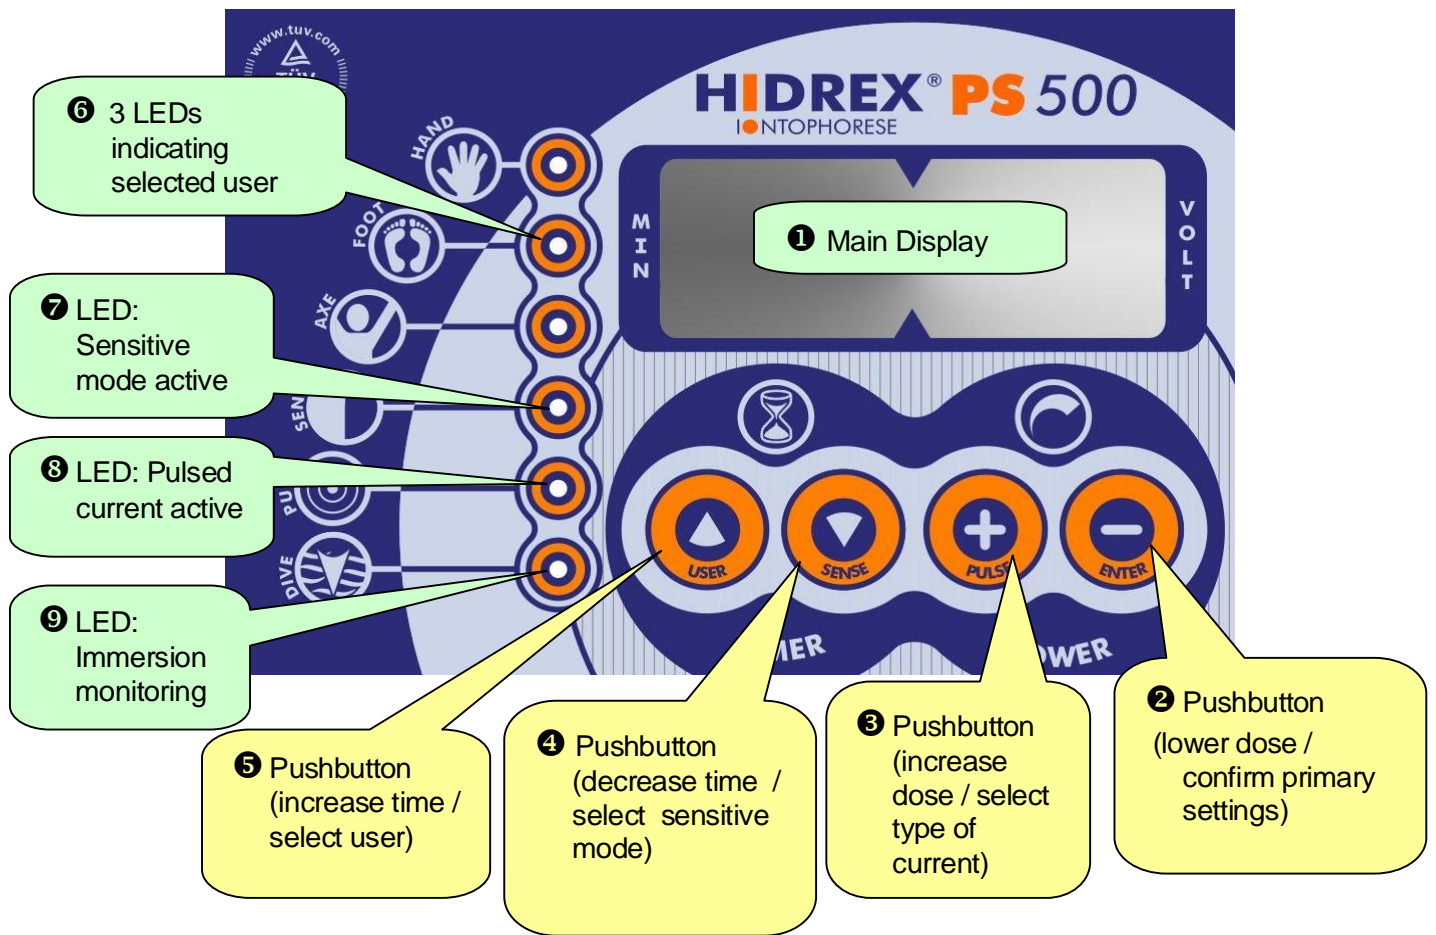 www.tuv.com
TÜV
HIDREX® PS 500
IONTOPHORESE
❻ 3 LEDs
indicating
selected user
HAND
FOOT
AXE
MIN
VOLT
❶ Main Display
❼ LED:
Sensitive
mode active
❽ LED: Pulsed
current active
DIVE
❾ LED:
Immersion
monitoring
USER
SENSE
PULSE
ENTER
❺ Pushbutton
(increase time /
select user)
❹ Pushbutton
(decrease time /
select sensitive
mode)
❸ Pushbutton
(increase
dose / select
type of
current)
❷ Pushbutton
(lower dose /
confirm primary
settings)